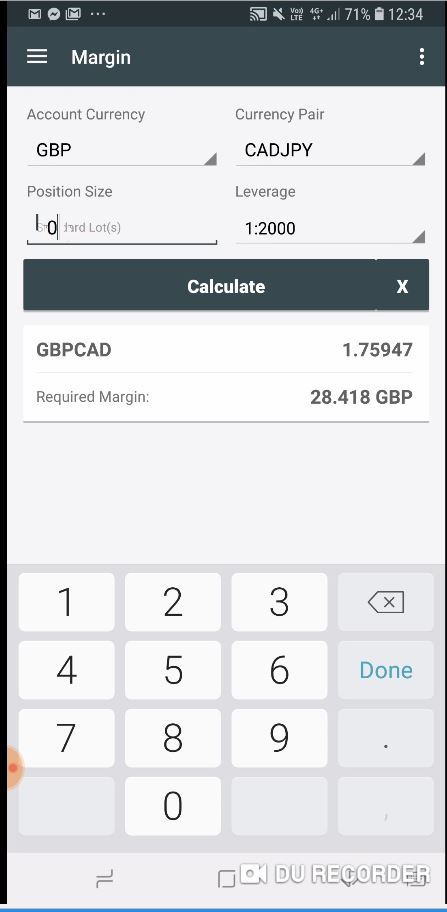 71% 12:34
Margin
Account Currency Currency Pair
GBP CADJPY
Position Size Leverage
0 1:2000
Calculate X
GBPCAD 1.75947
Required Margin: 28.418 GBP
1 2 3
4 5 6 Done
7 8 9 .
0 ,
DU RECORDER